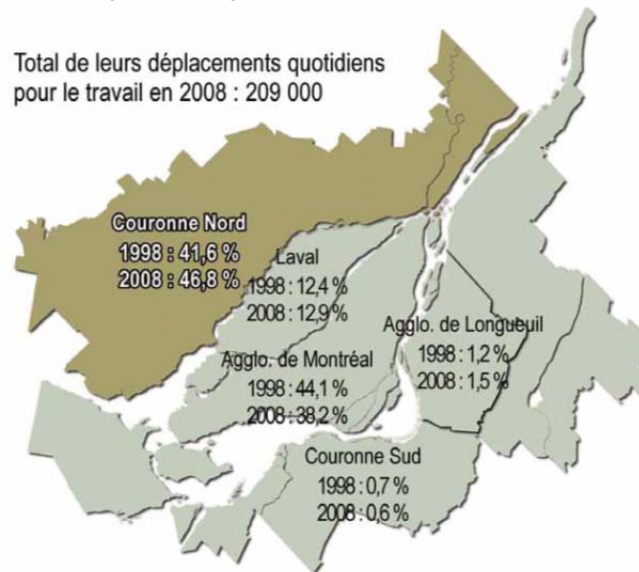 Total de leurs déplacements quotidiens
pour le travail en 2008 : 209 000
Couronne Nord
1998 : 41,6 %
2008 : 46,8 %
Laval
1998 : 12,4 %
2008 : 12,9 %
Agglo. de Longueuil
1998 : 1,2 %
2008 : 1,5 %
Agglo. de Montréal
1998 : 44,1 %
2008 : 38,2 %
Couronne Sud
1998 : 0,7 %
2008 : 0,6 %